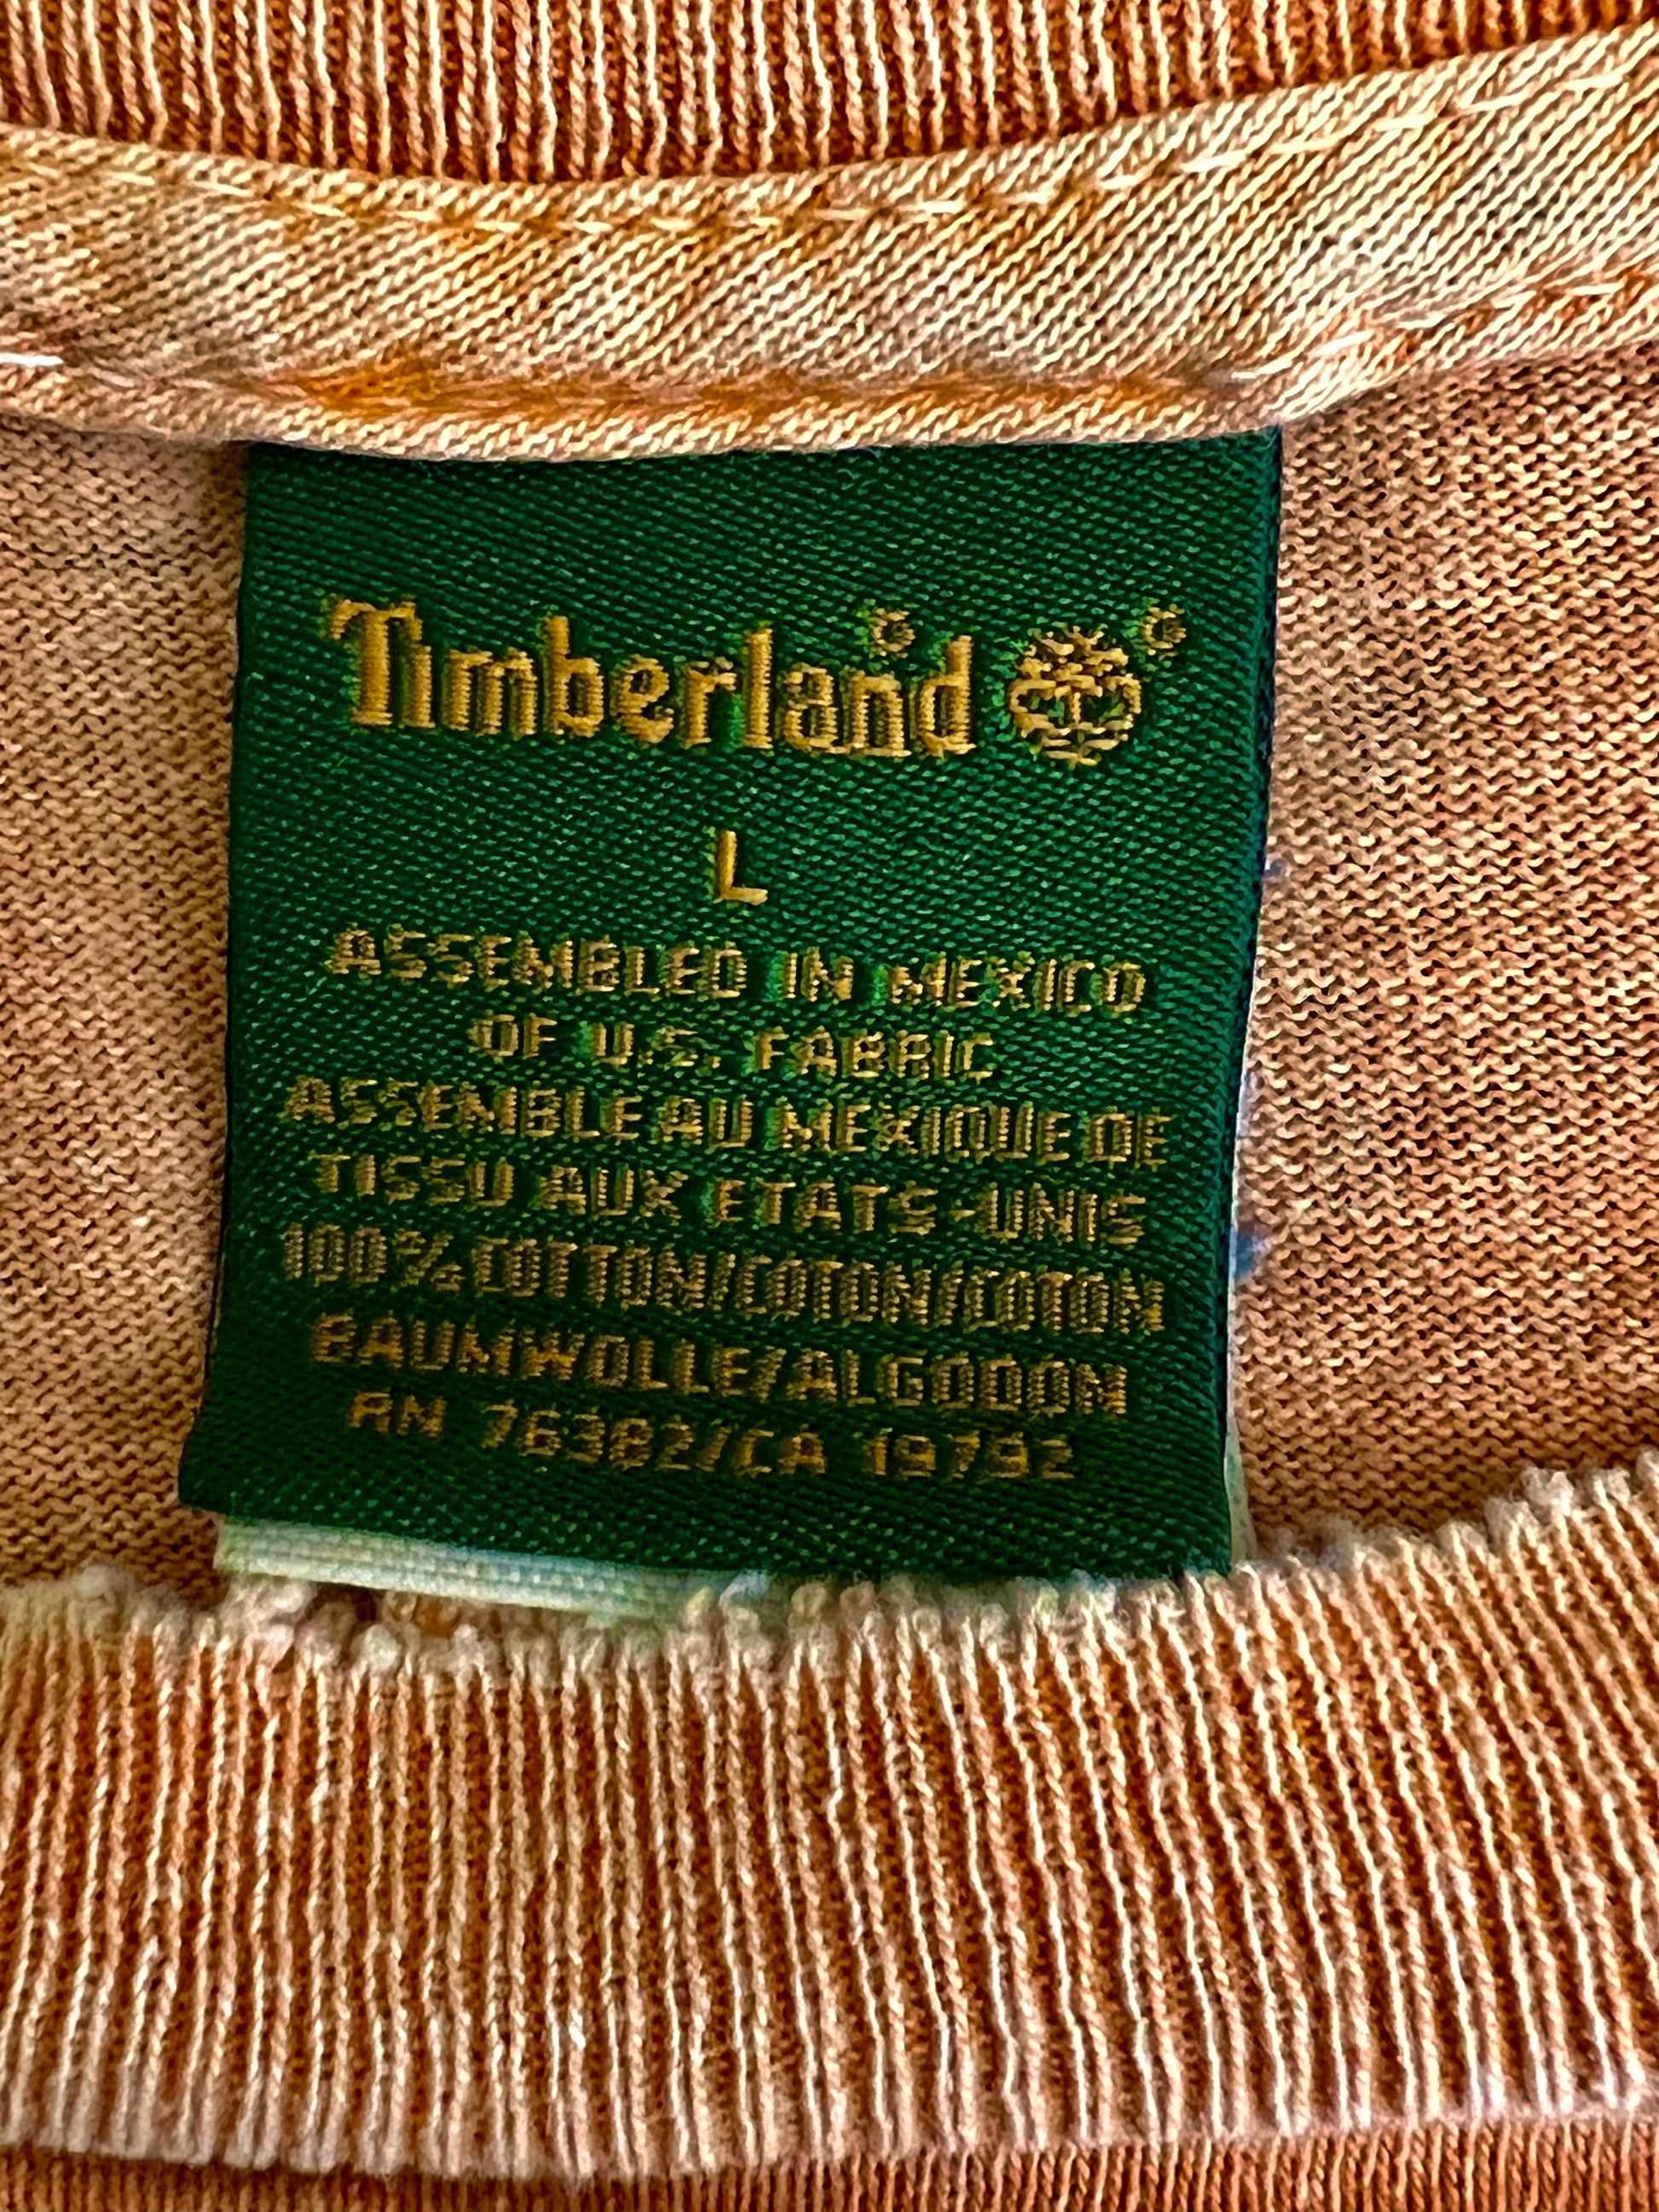 Timberland®®
L
ASSEMBLED IN MEXICO
OF U.S. FABRIC
ASSEMBLE AU MEXIQUE DE
TISSU AUX ETATS-UNIS
100% COTTON/COTON/COTON
BAUMWOLLE/ALGODON
RN 76382/CA 19792